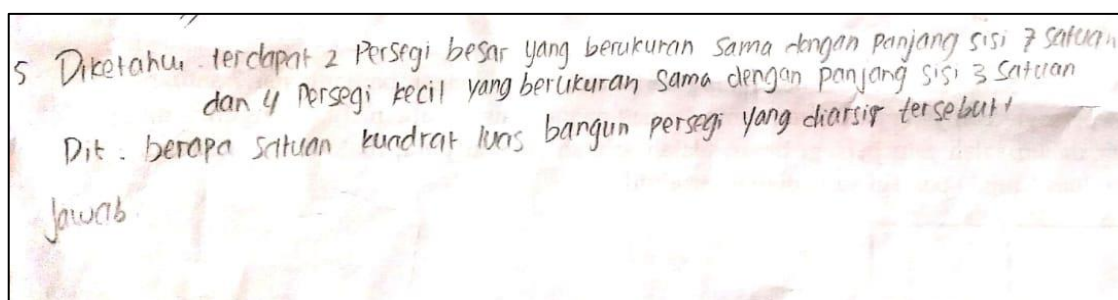 5 Diketahui terdapat 2 Persegi besar yang berukuran sama dengan panjang sisi 7 satuan
dan 4 Persegi kecil yang berukuran sama dengan panjang sisi 3 satuan
Dit : berapa satuan kuadrat luas bangun persegi yang diarsir tersebut!
Jawab